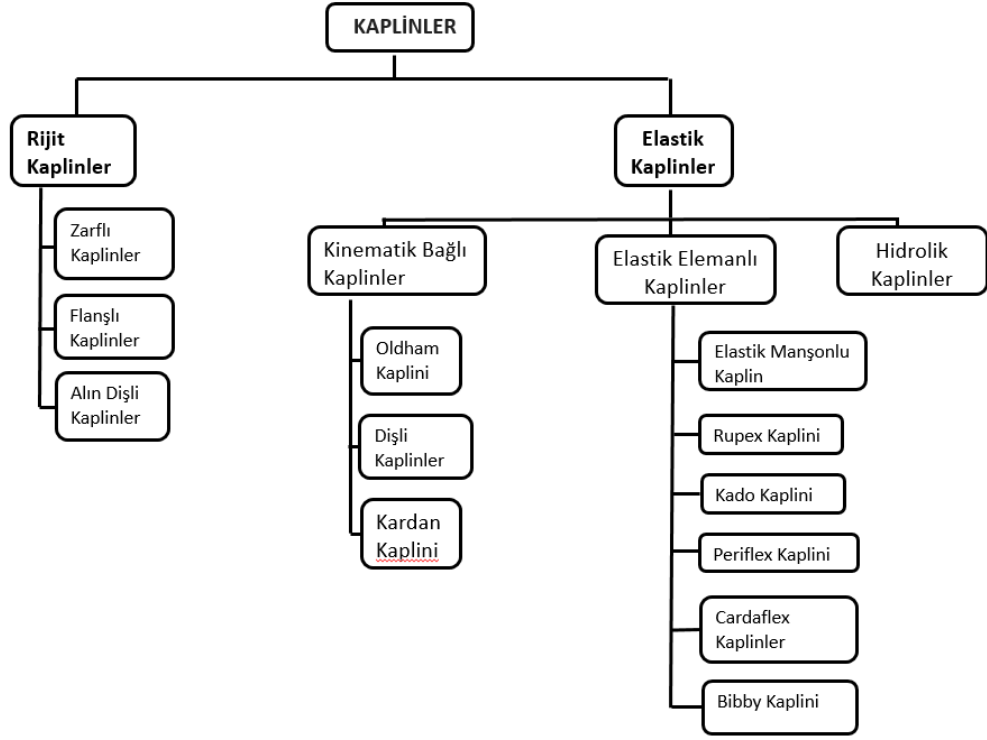 KAPLİNLER
Rijit
Kaplinler
Zarflı
Kaplinler
Flanşlı
Kaplinler
Alın Dişli
Kaplinler
Elastik
Kaplinler
Kinematik Bağlı
Kaplinler
Oldham
Kaplini
Dişli
Kaplinler
Kardan
Kaplini
Elastik Elemanlı
Kaplinler
Elastik Manşonlu
Kaplin
Rupex Kaplini
Kado Kaplini
Periflex Kaplini
Cardaflex
Kaplinler
Bibby Kaplini
Hidrolik
Kaplinler